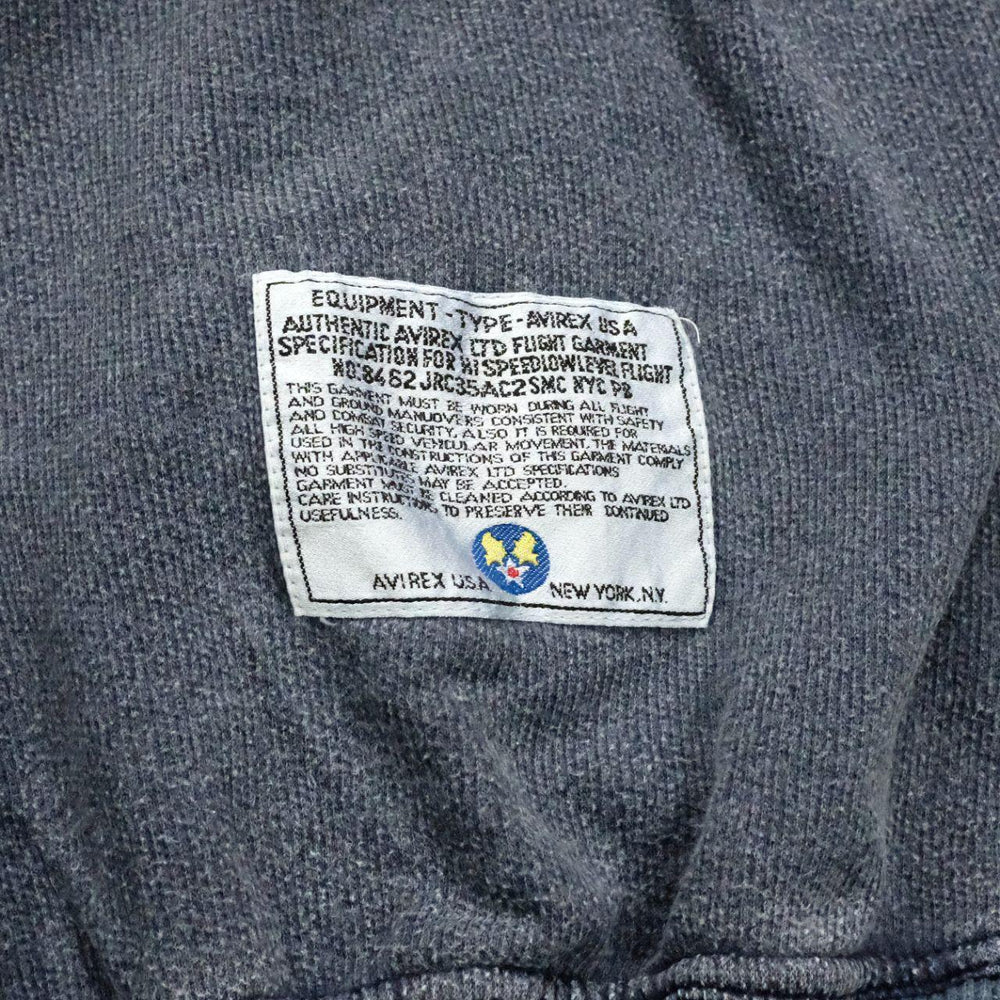 EQUIPMENT - TYPE - AVIREX USA
AUTHENTIC AVIREX LTD FLIGHT GARMENT
SPECIFICATION FOR HI SPEEDLOWLEVEL FLIGHT
NO. 8462 JRC35AC2SMC NYC PB
THIS GARMENT MUST BE WORN DURING ALL FLIGHT
AND GROUND MANUOVERS CONSISTENT WITH SAFETY
AND COMBAT SECURITY, ALSO IT IS REQUIRED FOR
ALL HIGH SPEED VEHICULAR MOVEMENT. THE MATERIALS
USED IN THE CONSTRUCTIONS OF THIS GARMENT COMPLY
WITH APPLICABLE AVIREX LTD SPECIFICATIONS
NO SUBSTITUTE MAY BE ACCEPTED.
GARMENT MUST BE CLEANED ACCORDING TO AVIREX LTD
CARE INSTRUCTIONS TO PRESERVE THEIR CONTINUED
USEFULNESS.
AVIREX USA NEW YORK, N.Y.